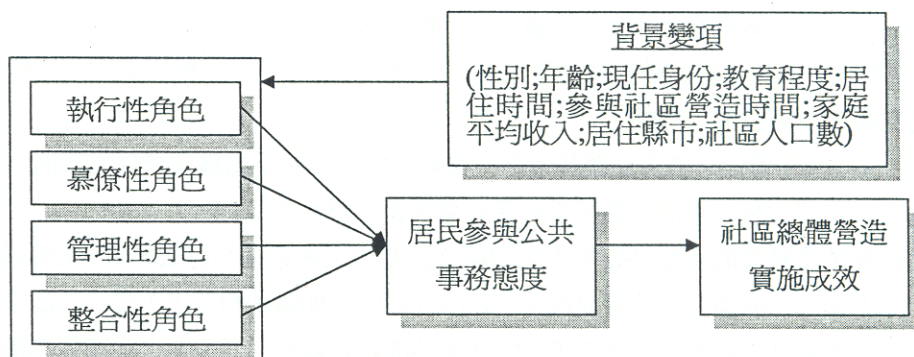 背景變項
(性別;年齡;現任身份;教育程度;居
住時間;參與社區營造時間;家庭
平均收入;居住縣市;社區人口數)
執行性角色
慕僚性角色
管理性角色
整合性角色
居民參與公共
事務態度
社區總體營造
實施成效